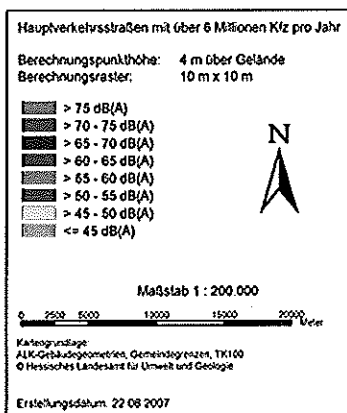 Hauptverkehrsstraßen mit über 6 Millionen Kfz pro Jahr
Berechnungspunkthöhe: 4 m über Gelände
Berechnungsraster: 10 m x 10 m
> 75 dB(A)
> 70 - 75 dB(A)
> 65 - 70 dB(A)
> 60 - 65 dB(A)
> 55 - 60 dB(A)
> 50 - 55 dB(A)
> 45 - 50 dB(A)
<= 45 dB(A)
N
Maßstab 1 : 200.000
0 2500 5000 10000 15000 20000 Meter
Kartengrundlage:
ALK-Gebäudegeometrien, Gemeindegrenzen, TK100
© Hessisches Landesamt für Umwelt und Geologie
Erstellungsdatum: 22.08.2007